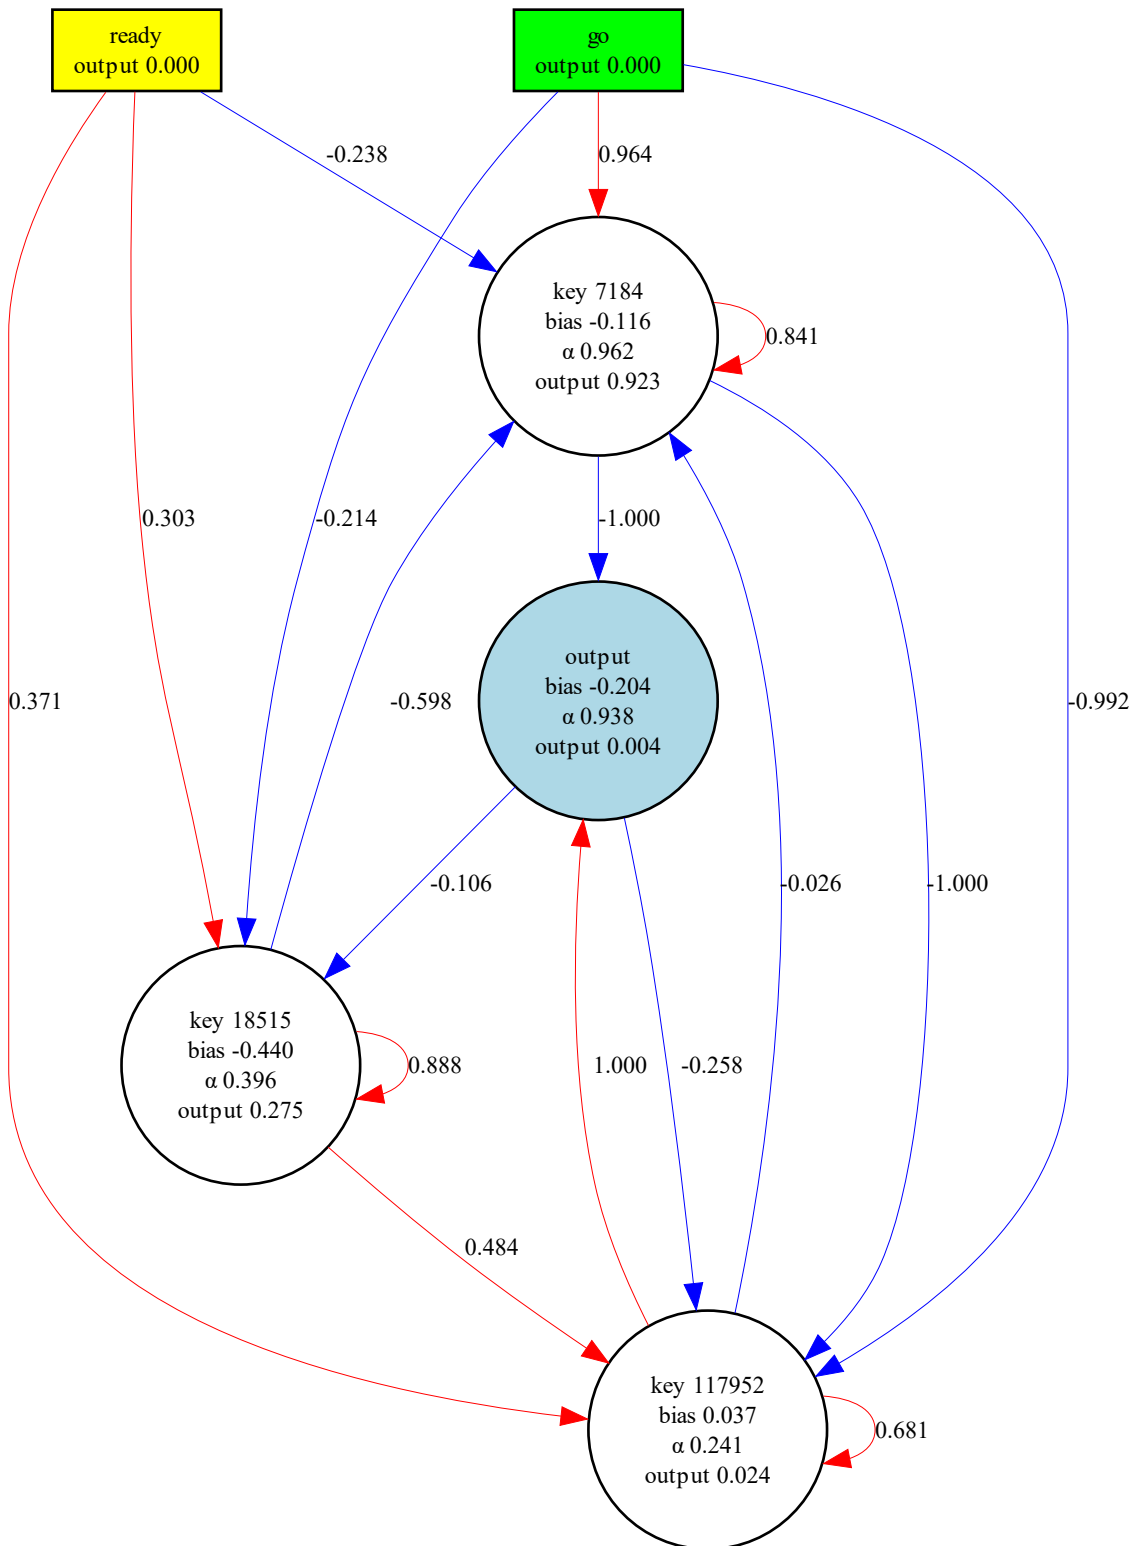 ready
output 0.000
go
output 0.000
-0.238
0.964
key 7184
bias -0.116
α 0.962
output 0.923
0.841
0.303
-0.214
-1.000
output
bias -0.204
α 0.938
output 0.004
0.371
-0.598
-0.992
-0.106
-0.026
-1.000
key 18515
bias -0.440
α 0.396
output 0.275
0.888
1.000
-0.258
0.484
key 117952
bias 0.037
α 0.241
output 0.024
0.681